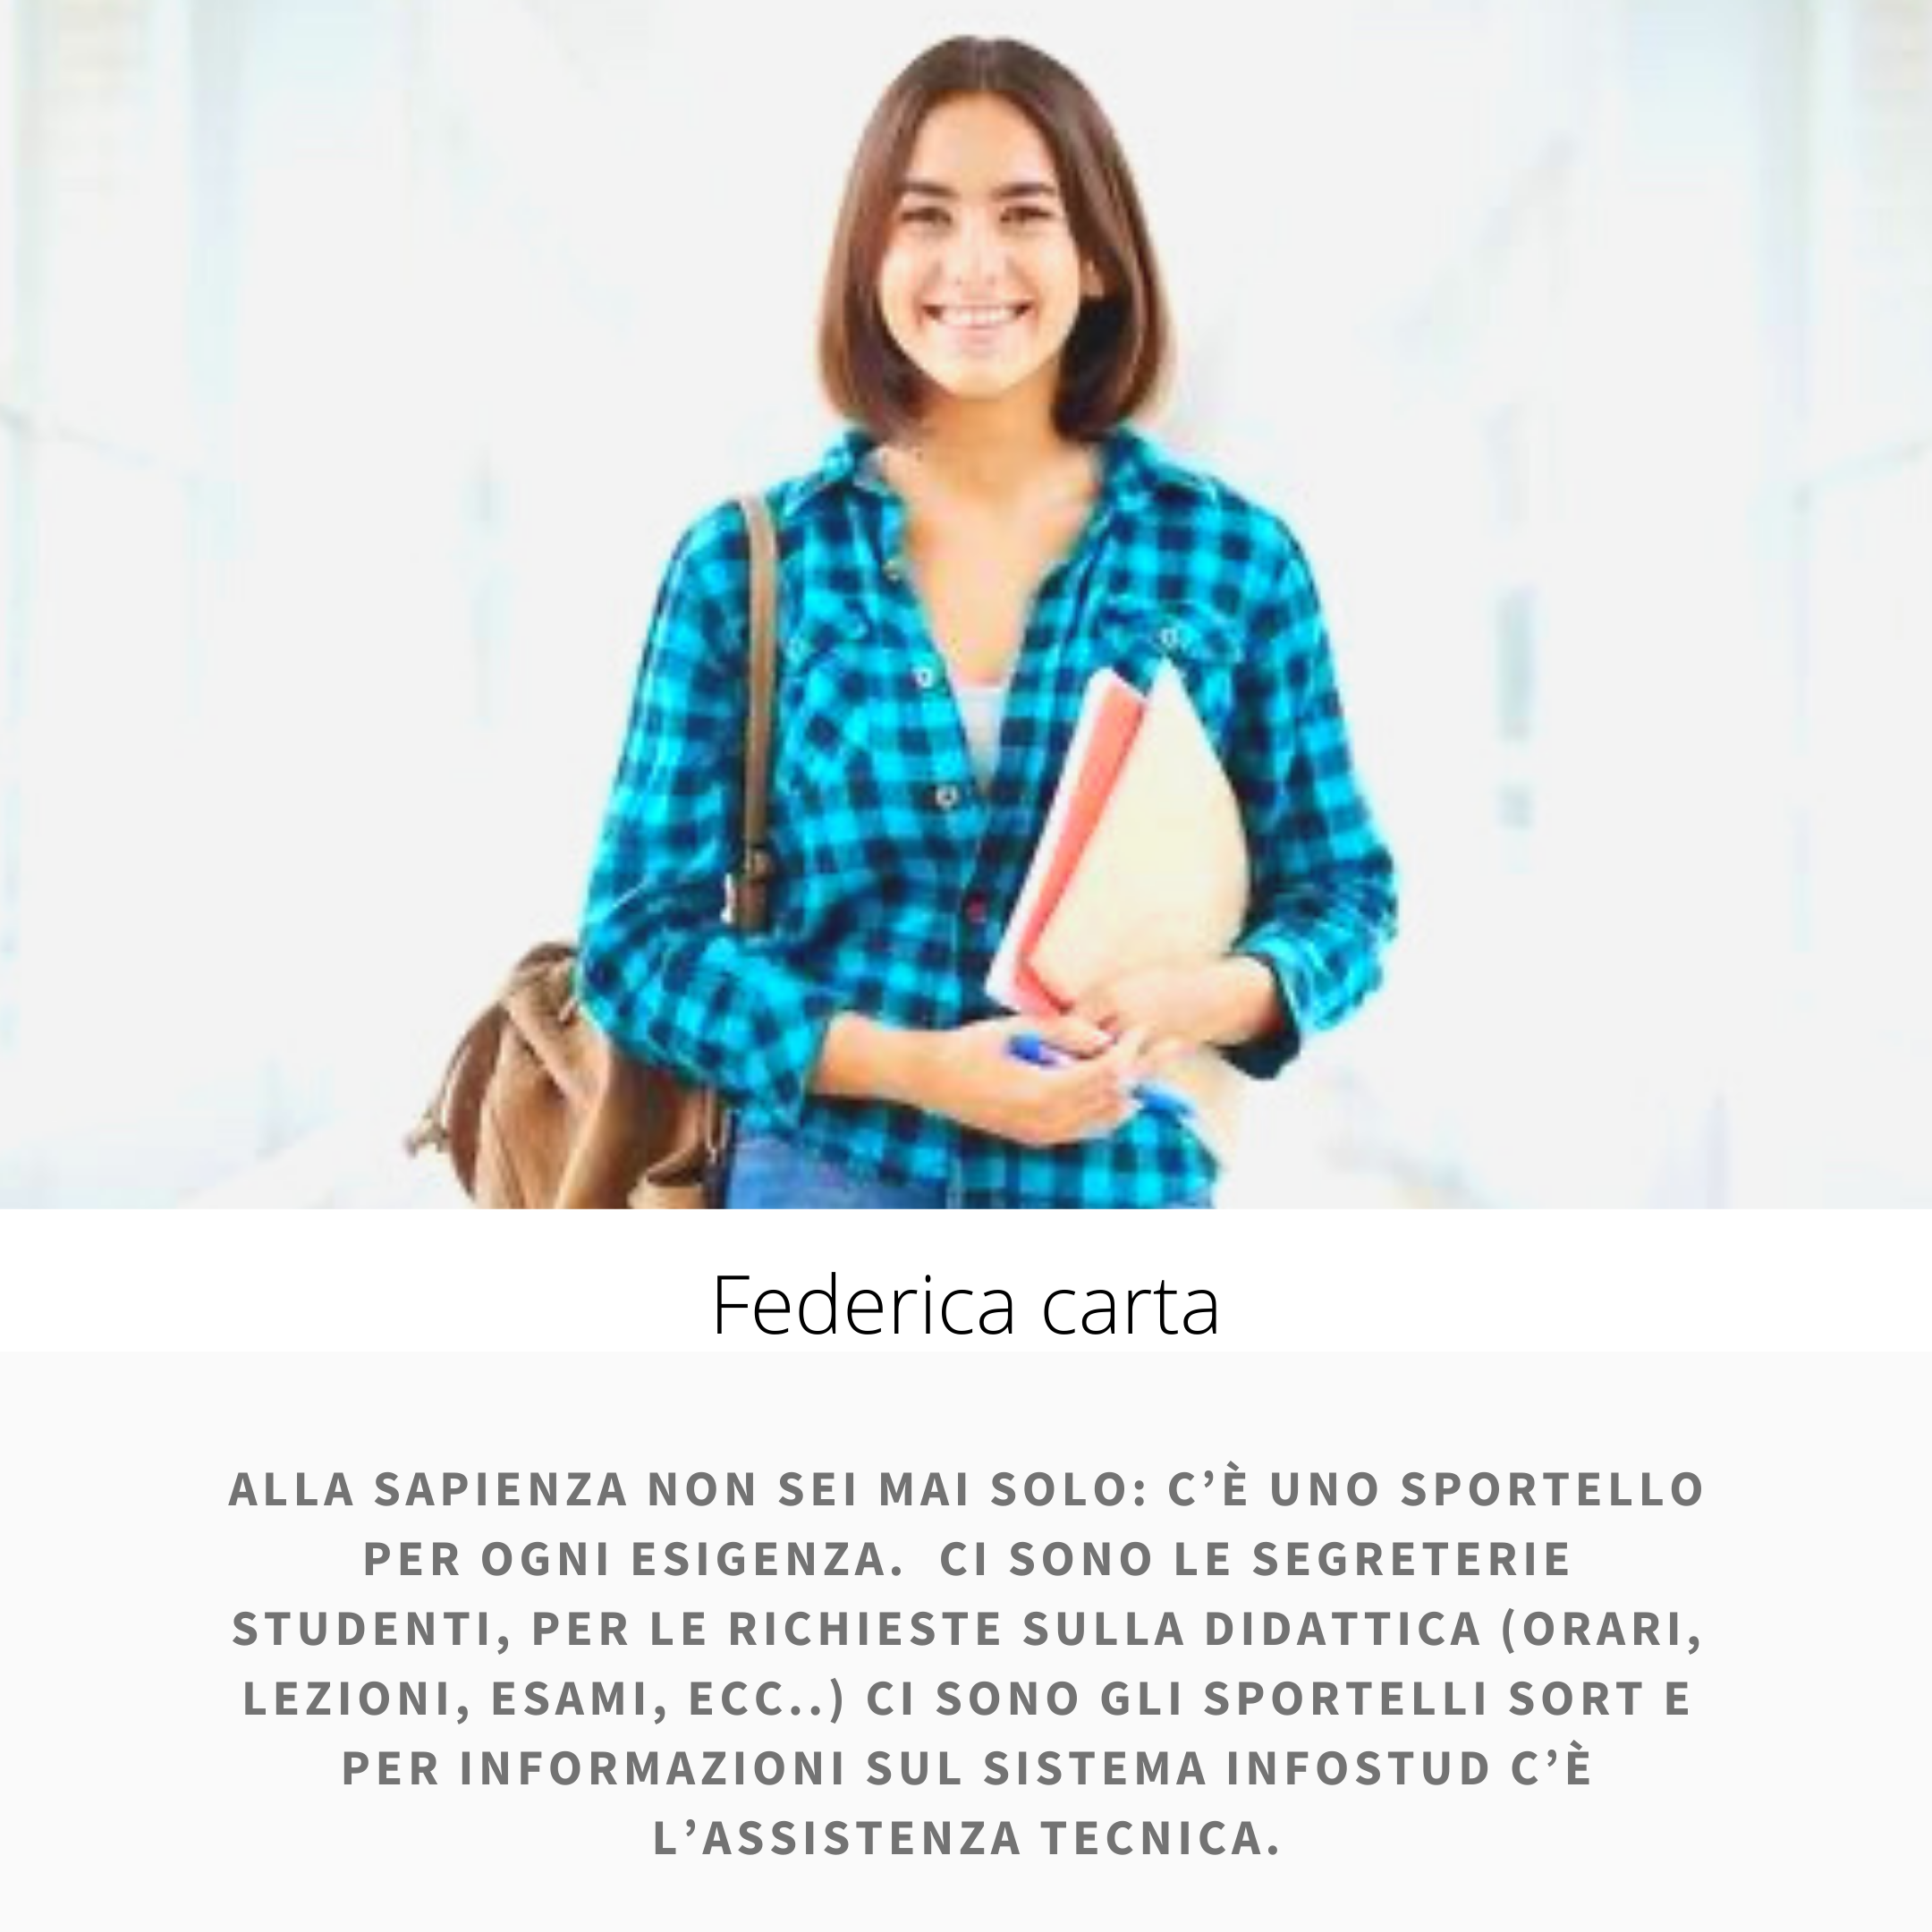 Federica carta
ALLA SAPIENZA NON SEI MAI SOLO: C’È UNO SPORTELLO
PER OGNI ESIGENZA.  CI SONO LE SEGRETERIE
STUDENTI, PER LE RICHIESTE SULLA DIDATTICA (ORARI,
LEZIONI, ESAMI, ECC..) CI SONO GLI SPORTELLI SORT E
PER INFORMAZIONI SUL SISTEMA INFOSTUD C’È
L’ASSISTENZA TECNICA.